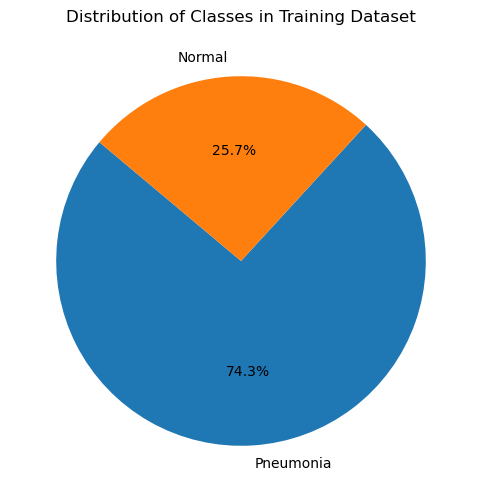 Distribution of Classes in Training Dataset
Normal
25.7%
74.3%
Pneumonia